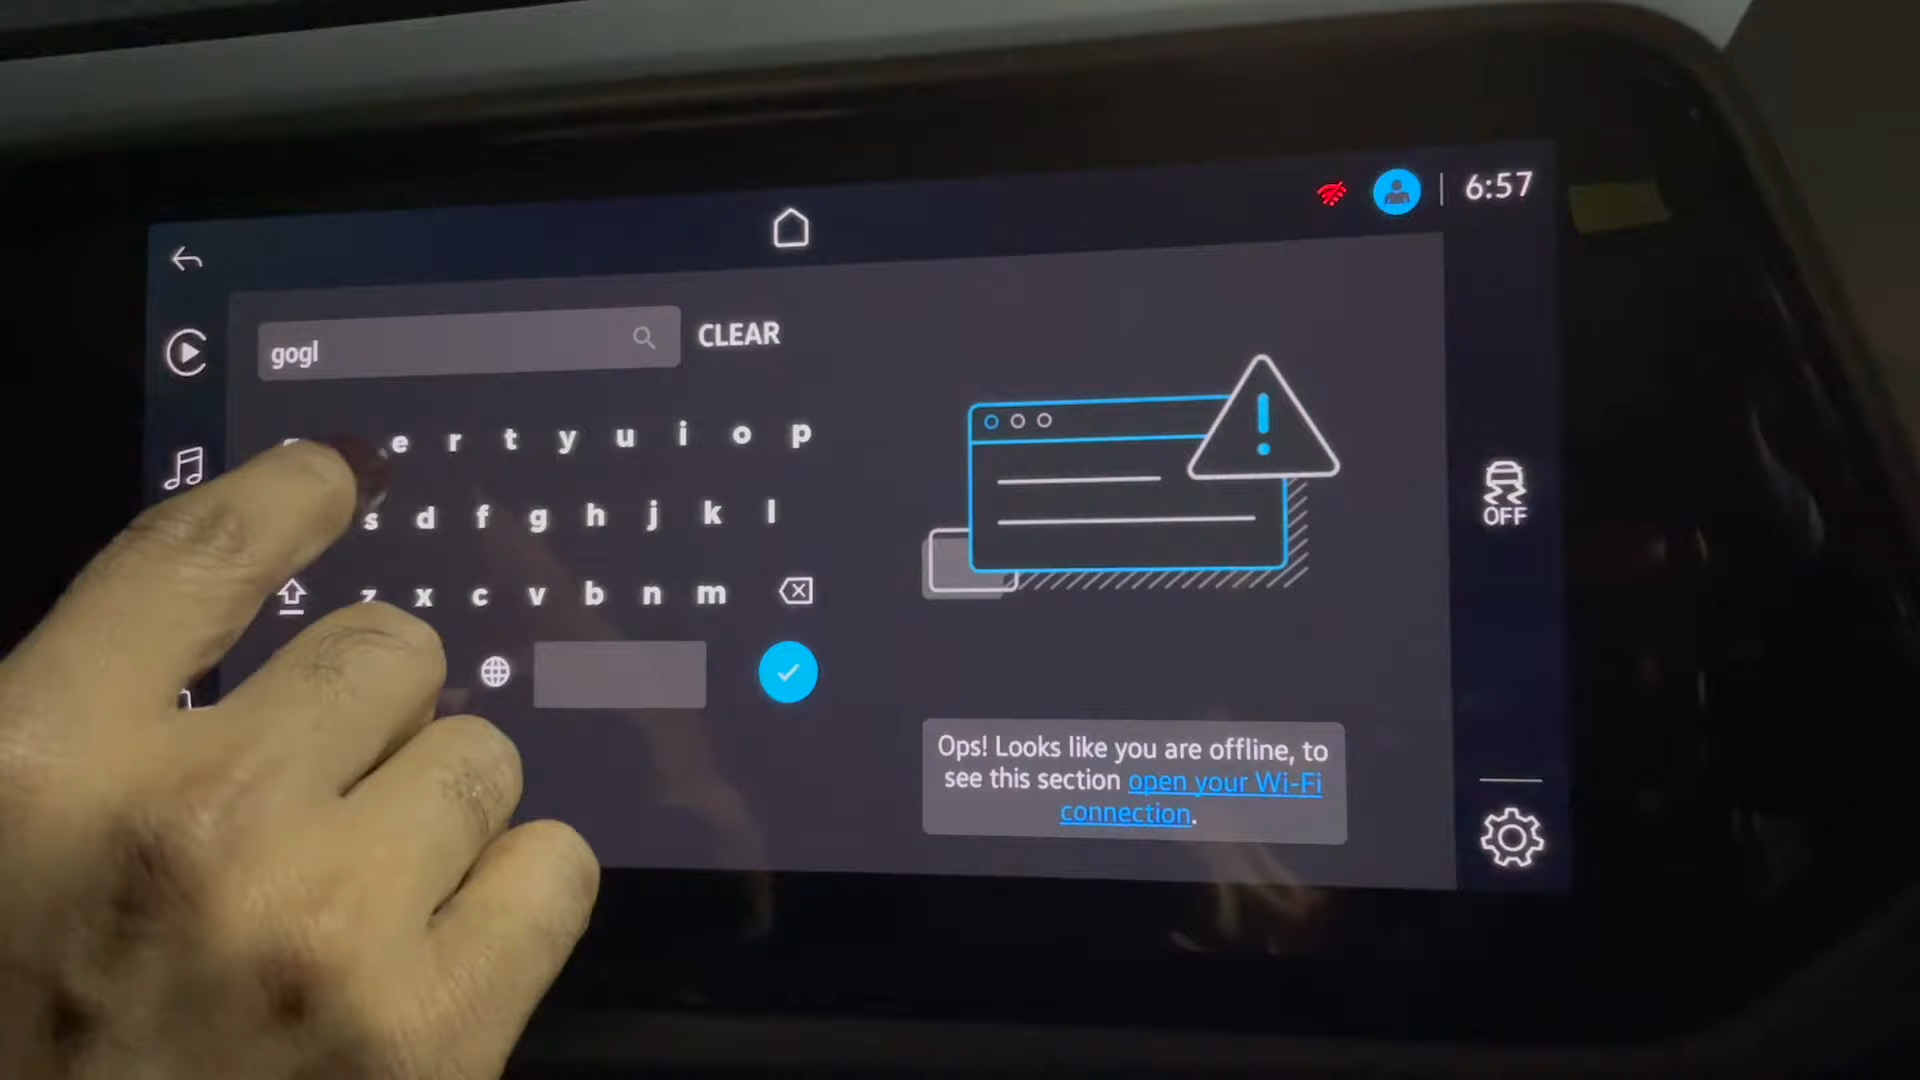 6:57
gogl
CLEAR
e r t y u i o p
s d f g h j k l
z x c v b n m
OFF
Ops! Looks like you are offline, to
see this section open your Wi-Fi
connection.